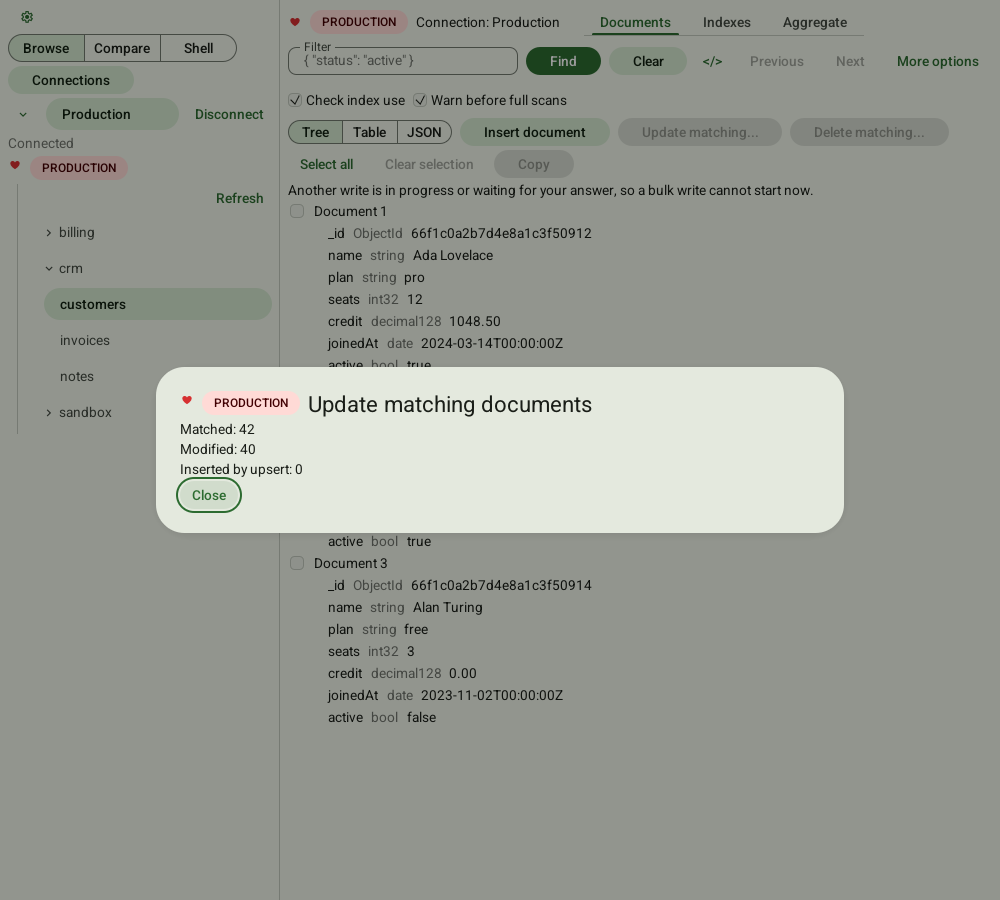 Browse Compare Shell
Connections
Production Disconnect
Connected
PRODUCTION
Refresh
billing
crm
customers
invoices
notes
sandbox
PRODUCTION Connection: Production Documents Indexes Aggregate
Filter
{ "status": "active" } Find Clear </> Previous Next More options
Check index use Warn before full scans
Tree Table JSON Insert document Update matching... Delete matching...
Select all Clear selection Copy
Another write is in progress or waiting for your answer, so a bulk write cannot start now.
Document 1
_id ObjectId 66f1c0a2b7d4e8a1c3f50912
name string Ada Lovelace
plan string pro
seats int32 12
credit decimal128 1048.50
joinedAt date 2024-03-14T00:00:00Z
active bool true
PRODUCTION Update matching documents
Matched: 42
Modified: 40
Inserted by upsert: 0
Close
active bool true
Document 3
_id ObjectId 66f1c0a2b7d4e8a1c3f50914
name string Alan Turing
plan string free
seats int32 3
credit decimal128 0.00
joinedAt date 2023-11-02T00:00:00Z
active bool false